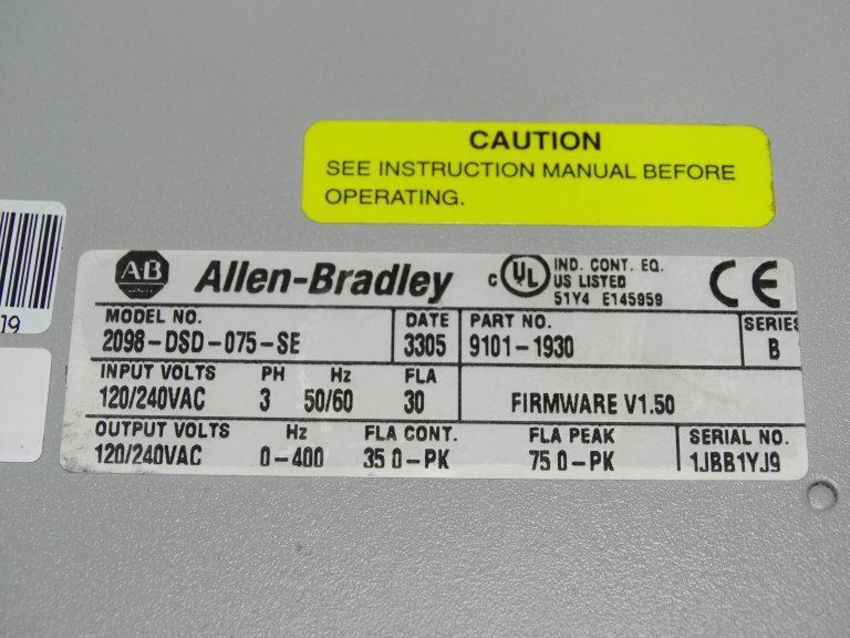 CAUTION
SEE INSTRUCTION MANUAL BEFORE
OPERATING.
19
AB Allen-Bradley c UL IND. CONT. EQ.
US LISTED
51Y4 E145959
CE
MODEL NO. DATE PART NO. SERIES
2098-DSD-075-SE 3305 9101-1930 B
INPUT VOLTS PH Hz FLA
120/240VAC 3 50/60 30 FIRMWARE V1.50
OUTPUT VOLTS Hz FLA CONT. FLA PEAK SERIAL NO.
120/240VAC 0-400 35 0-PK 75 0-PK 1JBB1YJ9